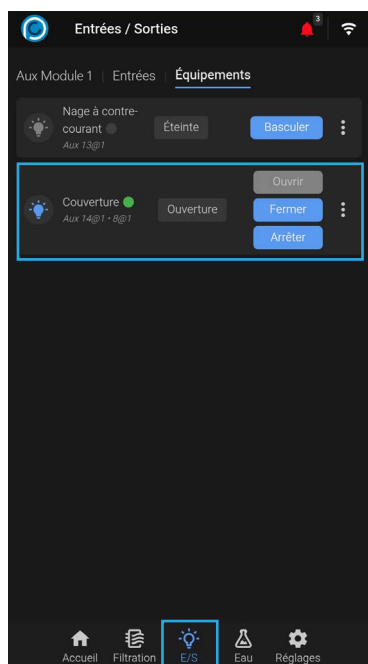 Entrées / Sorties
3
Aux Module 1 | Entrées | Équipements
Nage à contre-
courant
Aux 13@1
Éteinte
Basculer
Couverture
Aux 14@1 • 8@1
Ouverture
Ouvrir
Fermer
Arrêter
Accueil
Filtration
E/S
Eau
Réglages